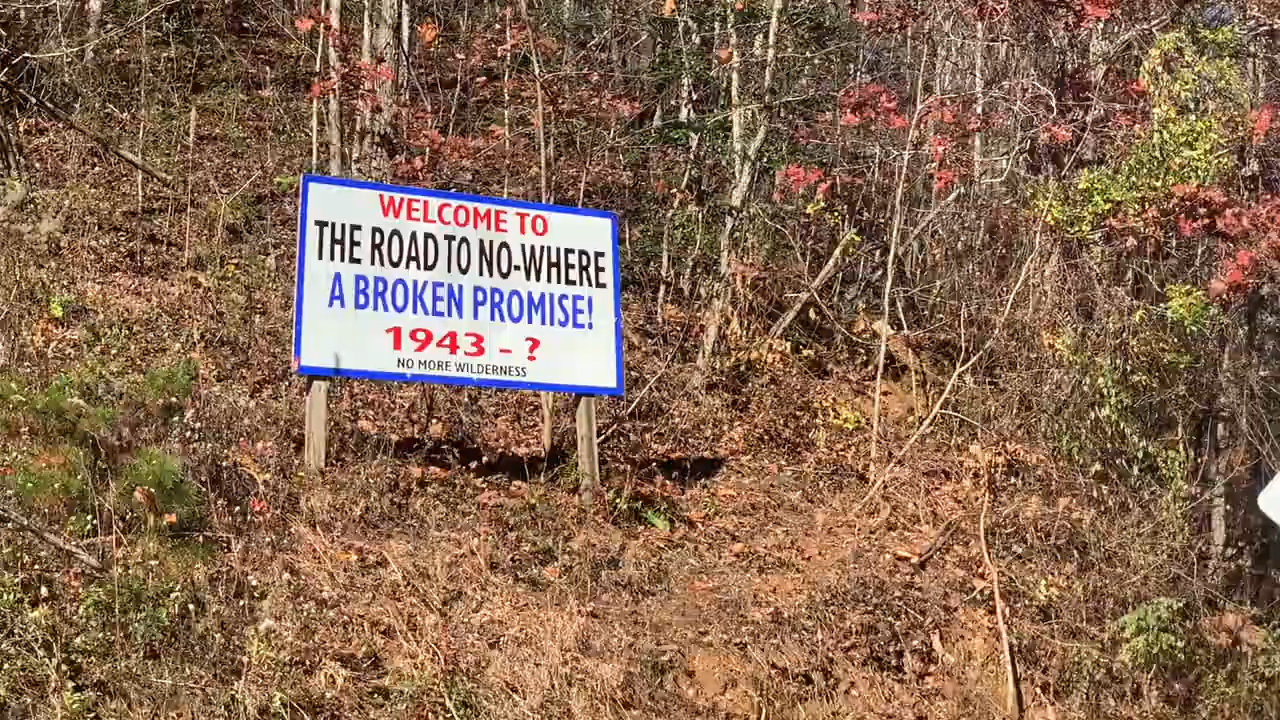 WELCOME TO
THE ROAD TO NO-WHERE
A BROKEN PROMISE!
1943 - ?
NO MORE WILDERNESS